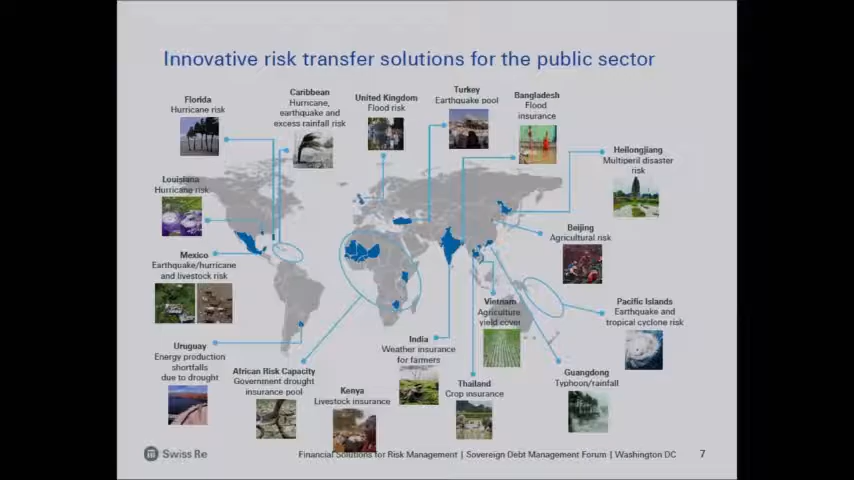 Innovative risk transfer solutions for the public sector
Florida
Hurricane risk
Caribbean
Hurricane,
earthquake and
excess rainfall risk
United Kingdom
Flood risk
Turkey
Earthquake pool
Bangladesh
Flood
insurance
Heilongjiang
Multiperil disaster
risk
Louisiana
Hurricane risk
Beijing
Agricultural risk
Mexico
Earthquake/hurricane
and livestock risk
Vietnam
Agriculture
yield cover
Pacific Islands
Earthquake and
tropical cyclone risk
Uruguay
Energy production
shortfalls
due to drought
African Risk Capacity
Government drought
insurance pool
Kenya
Livestock insurance
India
Weather insurance
for farmers
Thailand
Crop insurance
Guangdong
Typhoon/rainfall
Swiss Re
Financial Solutions for Risk Management | Sovereign Debt Management Forum | Washington DC 7